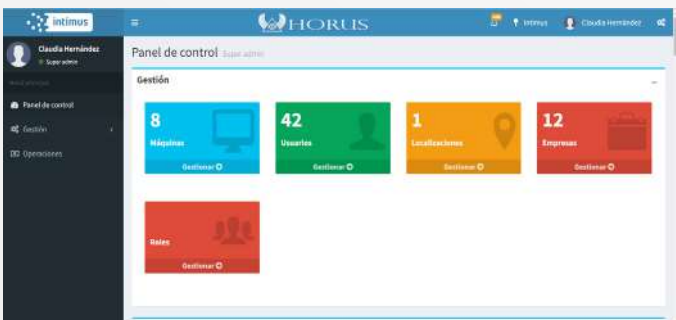 intimus
HORUS
intimus
Claudia Hernández
Claudia Hernández
Super admin
Panel de control Super admin
Gestión
Panel de control
Gestión
Operaciones
8
Máquinas
Gestionar
42
Usuarios
Gestionar
1
Localizaciones
Gestionar
12
Empresas
Gestionar
Roles
Gestionar